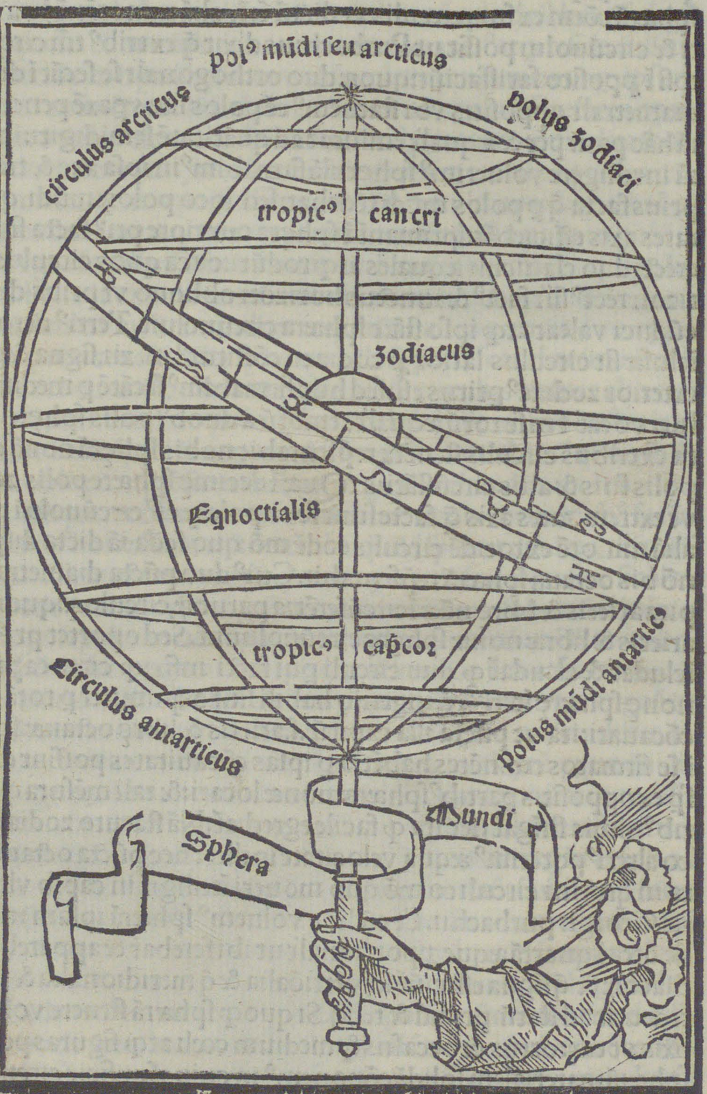 polꝰ mūdi seu arcticus
circulus arcticus
polus zodiaci
tropicꝰ cancri
zodiacus
Eqnoctialis
tropicꝰ capcoꝛ
Circulus antarticus
polus mūdi antarticꝰ
Sphera Mundi